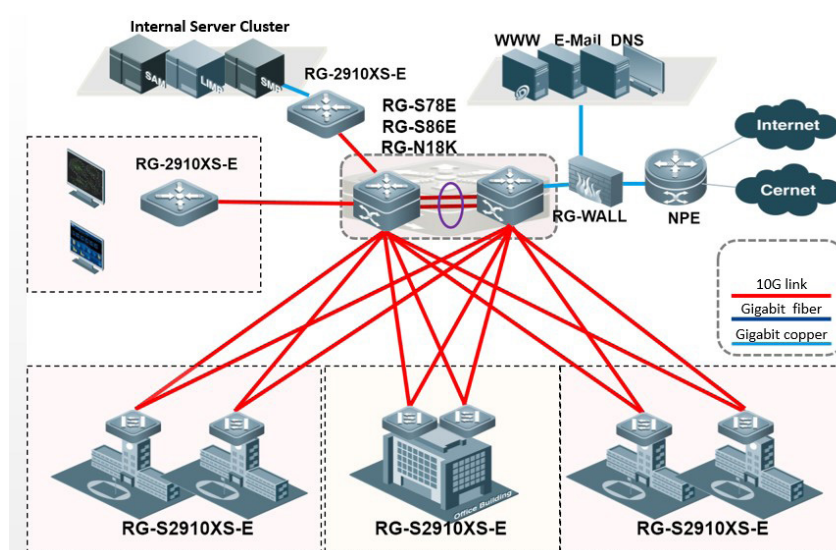 Internal Server Cluster
SAM
SMP
RG-2910XS-E
RG-S78E
RG-S86E
RG-N18K
WWW E-Mail DNS
Internet
Cernet
RG-2910XS-E
RG-WALL
NPE
10G link
Gigabit fiber
Gigabit copper
Office Building
RG-S2910XS-E
RG-S2910XS-E
RG-S2910XS-E